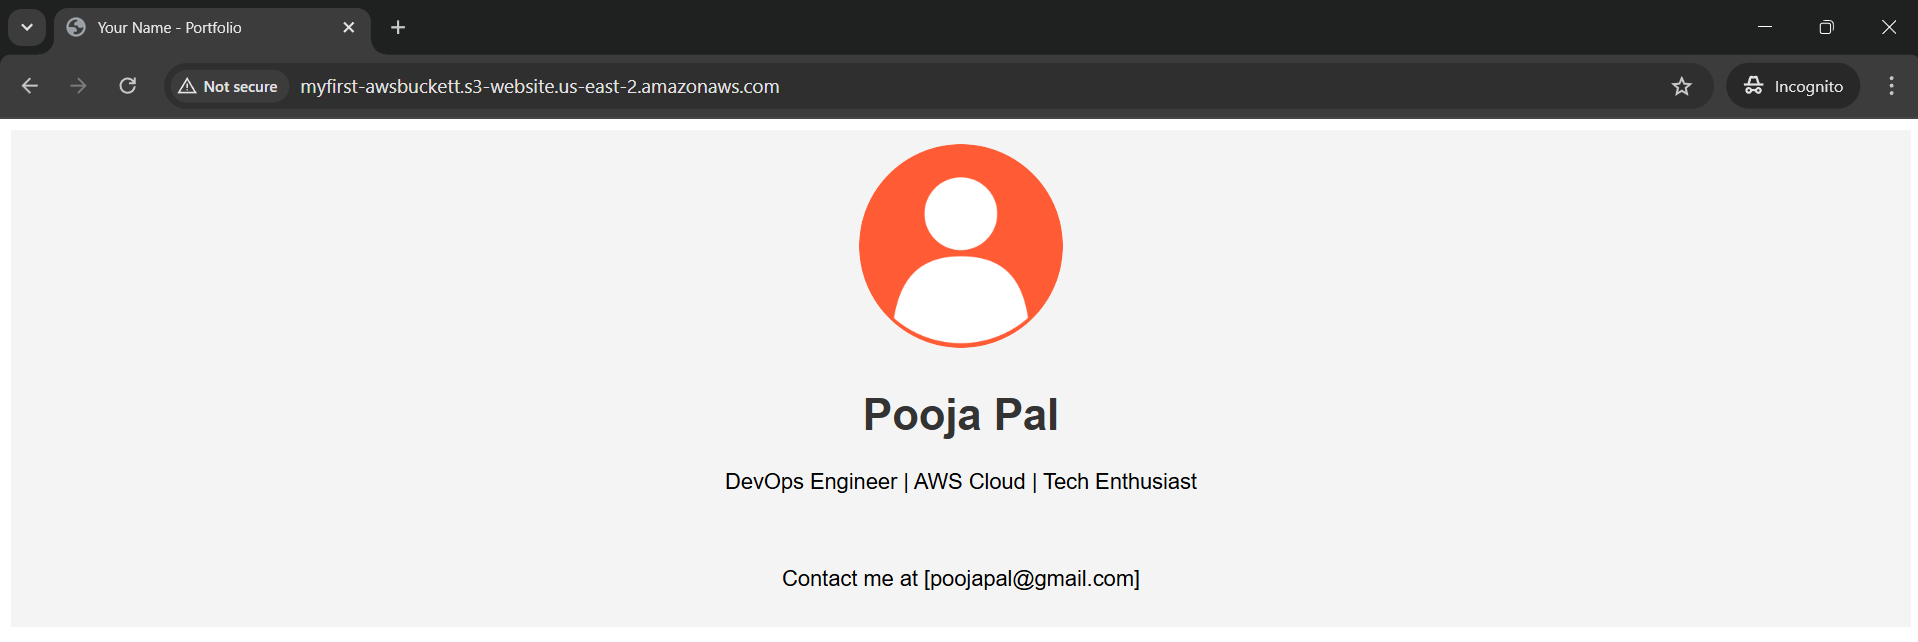 Your Name - Portfolio
Not secure
myfirst-awsbuckett.s3-website.us-east-2.amazonaws.com
Incognito
Pooja Pal
DevOps Engineer | AWS Cloud | Tech Enthusiast
Contact me at [poojapal@gmail.com]